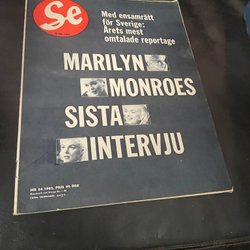 Se
Med ensamrätt
för Sverige:
Årets mest
omtalade reportage
MARILYN
MONROES
SISTA
INTERVJU
NR 34 1962. PRIS 95 ÖRE